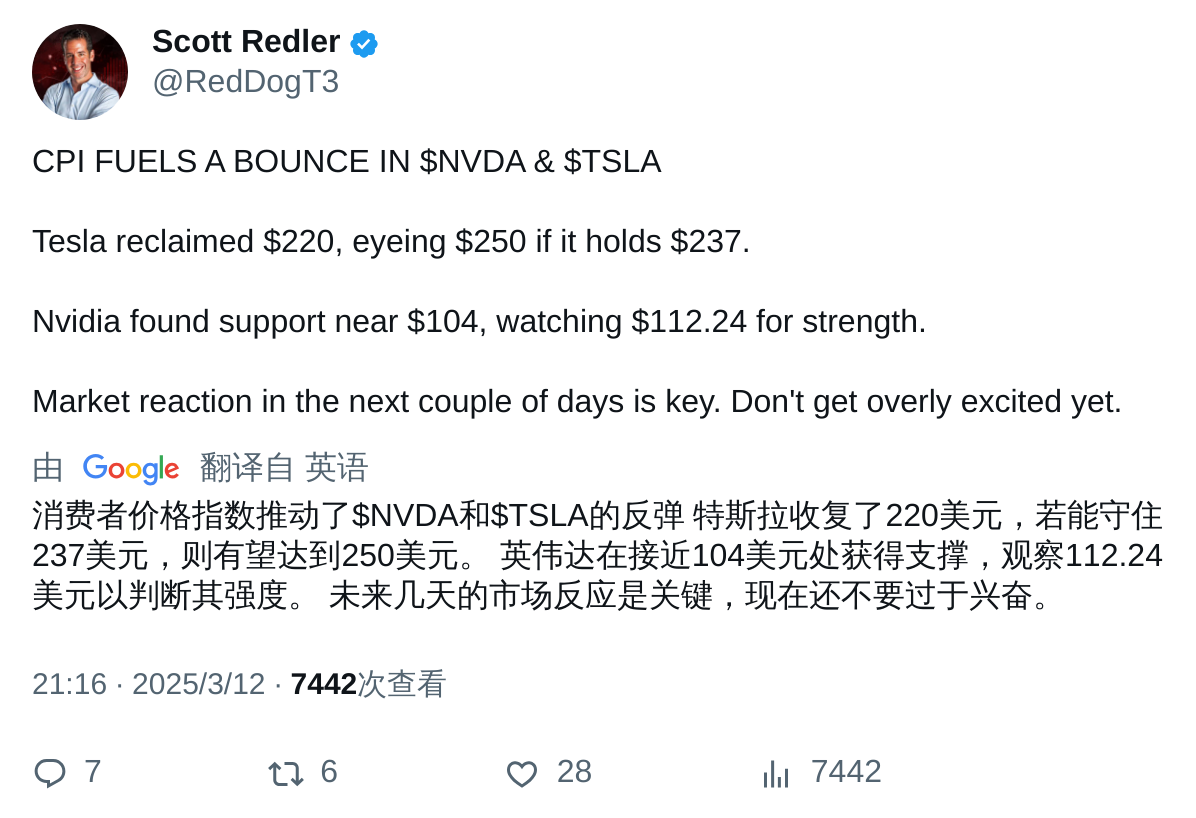 Scott Redler
@RedDogT3
CPI FUELS A BOUNCE IN $NVDA & $TSLA
Tesla reclaimed $220, eyeing $250 if it holds $237.
Nvidia found support near $104, watching $112.24 for strength.
Market reaction in the next couple of days is key. Don't get overly excited yet.
由 Google 翻译自 英语
消费者价格指数推动了$NVDA和$TSLA的反弹 特斯拉收复了220美元，若能守住
237美元，则有望达到250美元。 英伟达在接近104美元处获得支撑，观察112.24
美元以判断其强度。 未来几天的市场反应是关键，现在还不要过于兴奋。
21:16 · 2025/3/12 · 7442次查看
7 6 28 7442